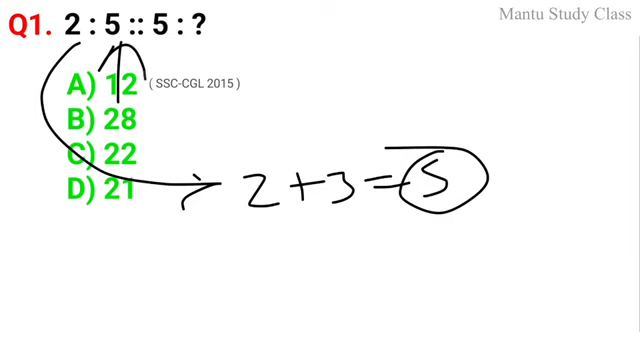 Mantu Study Class
Q1. 2 : 5 :: 5 : ?
A) 12 ( SSC-CGL 2015 )
B) 28
C) 22
D) 21
2 + 3 = 5